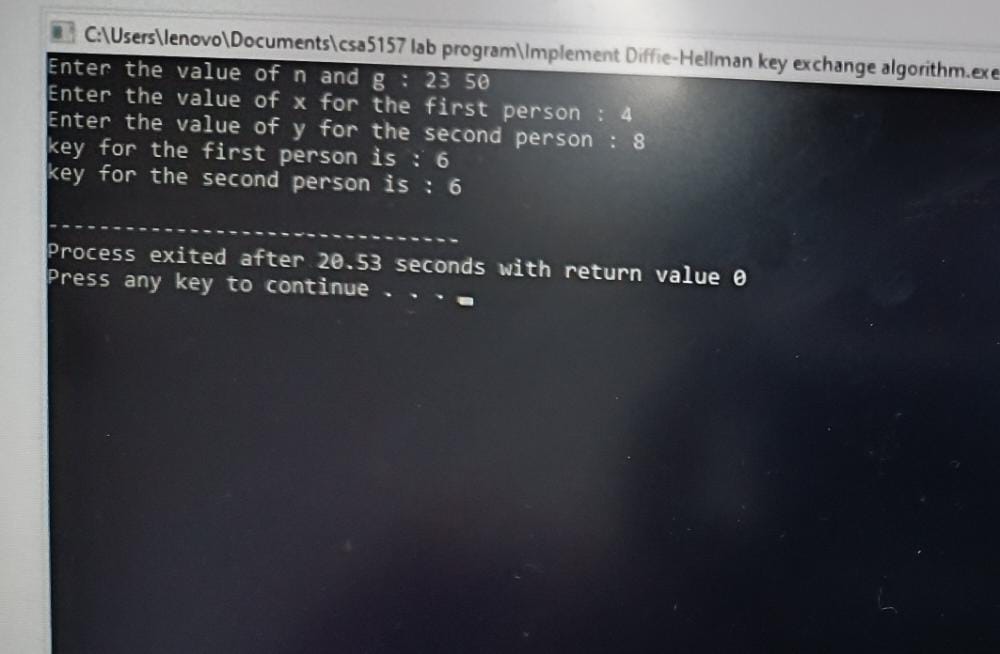 C:\Users\lenovo\Documents\csa5157 lab program\Implement Diffie-Hellman key exchange algorithm.exe
Enter the value of n and g : 23 50
Enter the value of x for the first person : 4
Enter the value of y for the second person : 8
key for the first person is : 6
key for the second person is : 6
--------------------------------
Process exited after 20.53 seconds with return value 0
Press any key to continue . . .